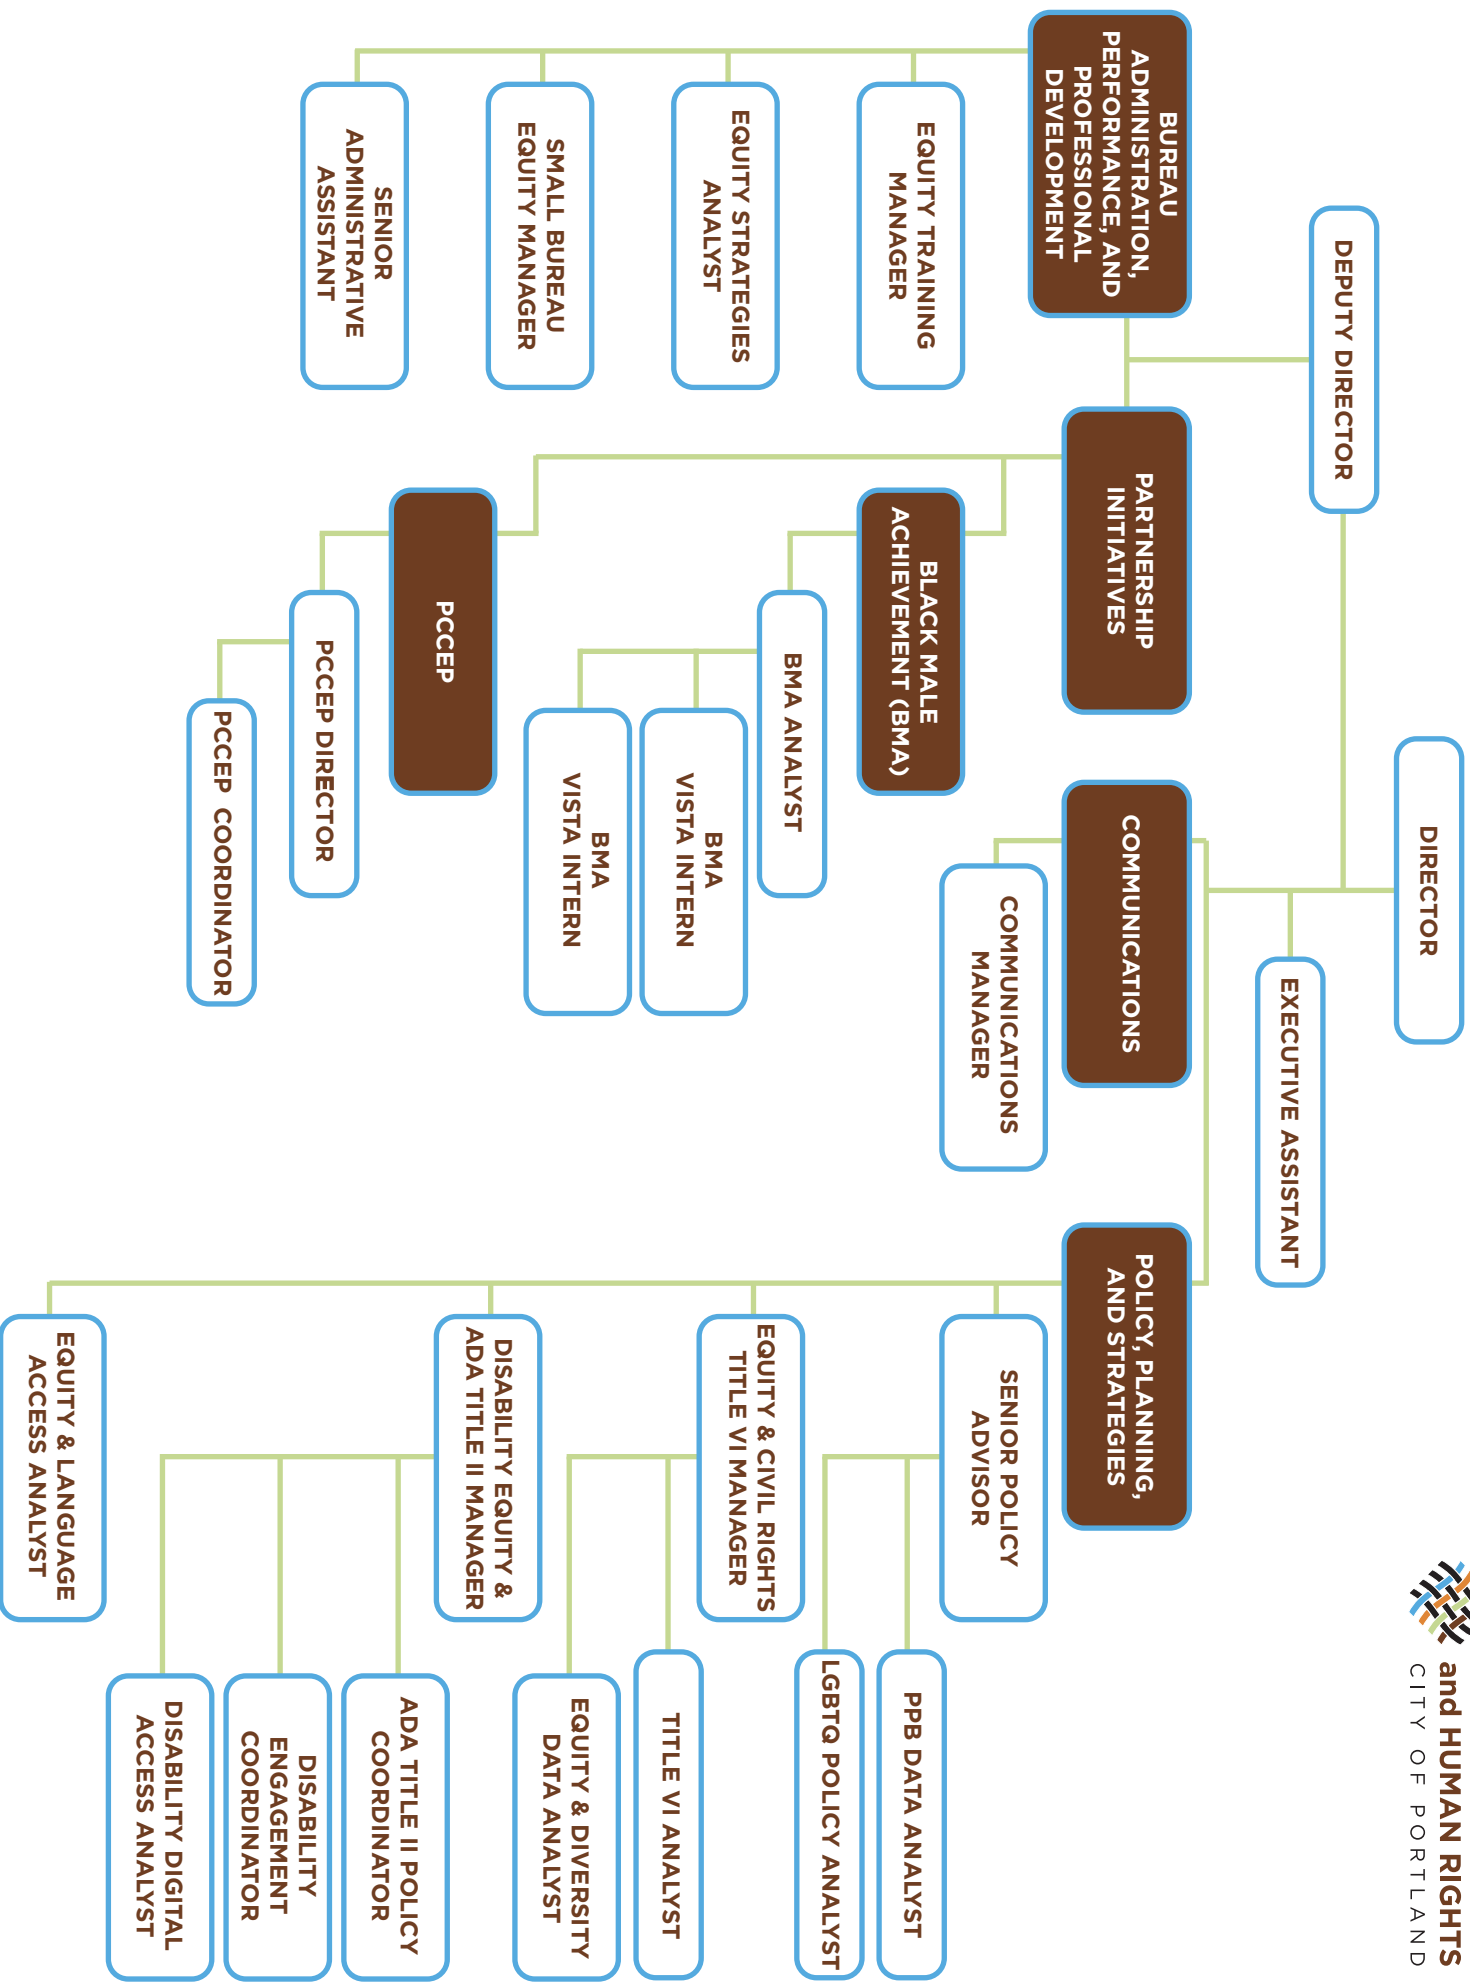 and HUMAN RIGHTS
CITY OF PORTLAND
DIRECTOR
DEPUTY DIRECTOR
EXECUTIVE ASSISTANT
BUREAU
ADMINISTRATION,
PERFORMANCE, AND
PROFESSIONAL
DEVELOPMENT
EQUITY TRAINING
MANAGER
EQUITY STRATEGIES
ANALYST
SMALL BUREAU
EQUITY MANAGER
SENIOR
ADMINISTRATIVE
ASSISTANT
PARTNERSHIP
INITIATIVES
BLACK MALE
ACHIEVEMENT (BMA)
BMA ANALYST
BMA
VISTA INTERN
BMA
VISTA INTERN
PCCEP
PCCEP DIRECTOR
PCCEP COORDINATOR
COMMUNICATIONS
COMMUNICATIONS
MANAGER
POLICY, PLANNING,
AND STRATEGIES
SENIOR POLICY
ADVISOR
PPB DATA ANALYST
LGBTQ POLICY ANALYST
EQUITY & CIVIL RIGHTS
TITLE VI MANAGER
TITLE VI ANALYST
EQUITY & DIVERSITY
DATA ANALYST
DISABILITY EQUITY &
ADA TITLE II MANAGER
ADA TITLE II POLICY
COORDINATOR
DISABILITY
ENGAGEMENT
COORDINATOR
DISABILITY DIGITAL
ACCESS ANALYST
EQUITY & LANGUAGE
ACCESS ANALYST